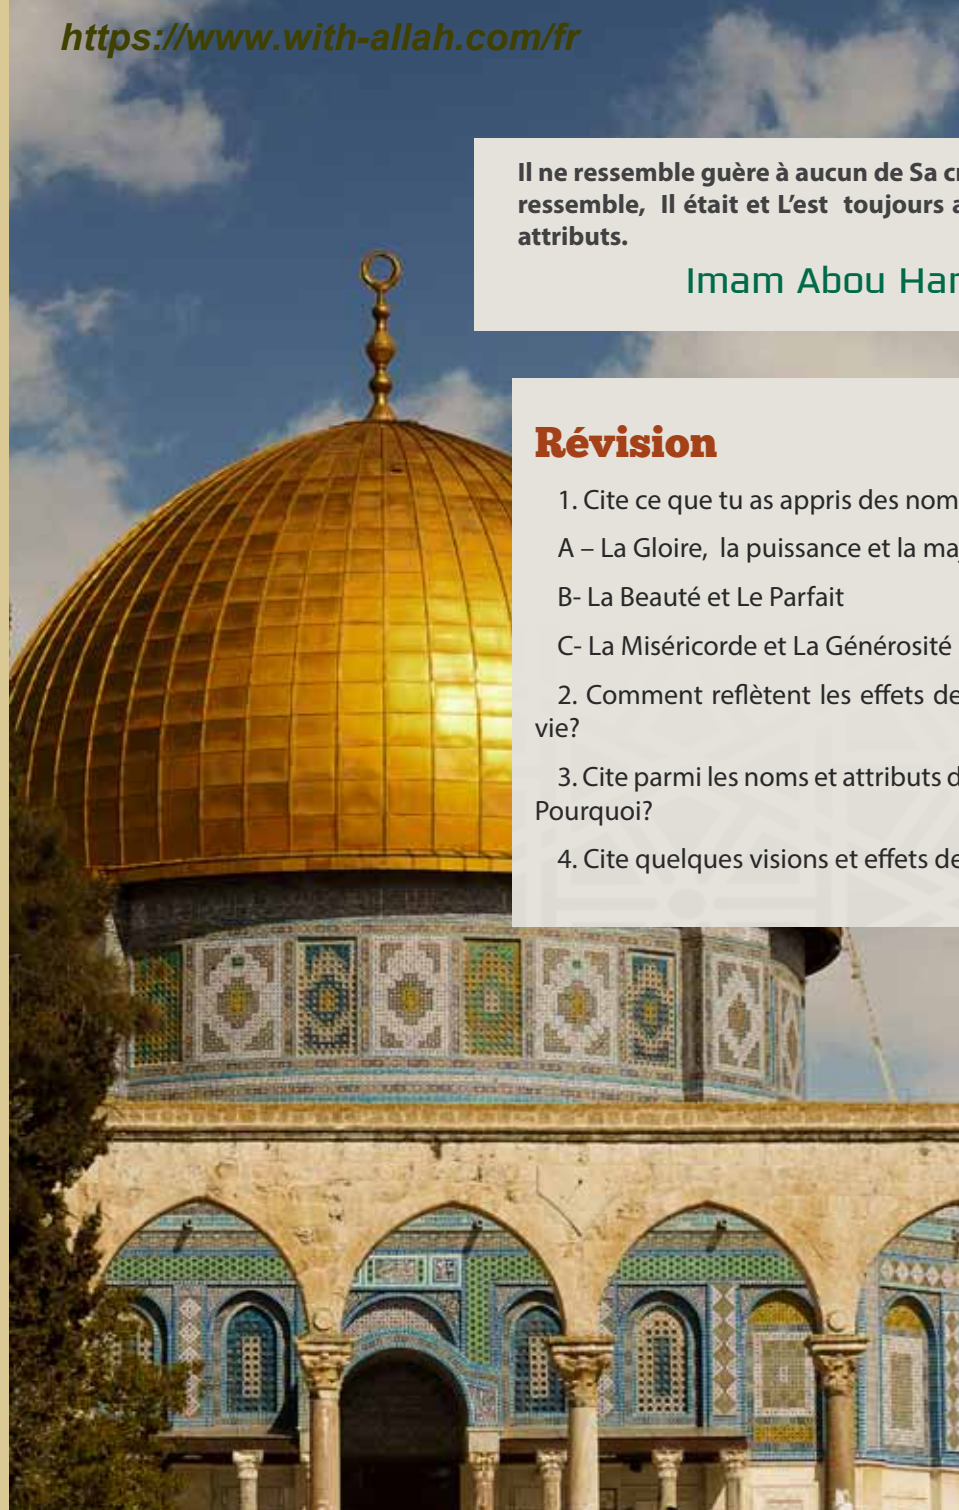 https://www.with-allah.com/fr
Il ne ressemble guère à aucun de Sa
ressemble, Il était et L'est toujours
attributs.
Imam Abou
Révision
1. Cite ce que tu as appris des
A – La Gloire, la puissance et la
B- La Beauté et Le Parfait
C- La Miséricorde et La Générosité
2. Comment reflètent les effets
vie?
3. Cite parmi les noms et attributs
Pourquoi?
4. Cite quelques visions et effets